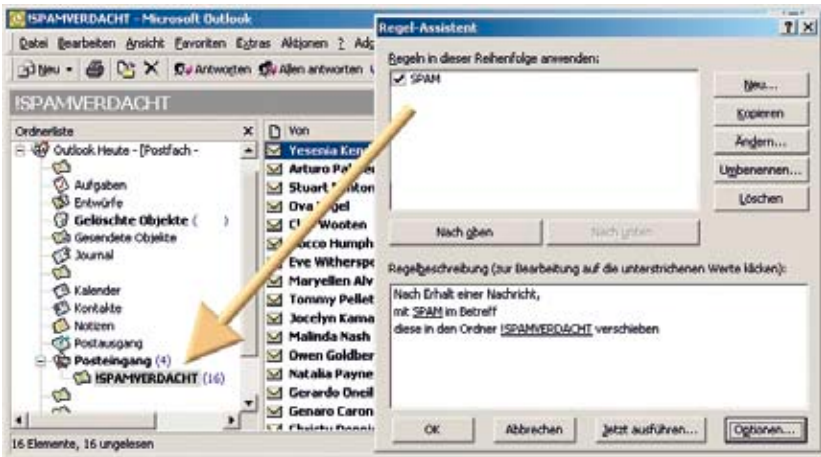 !SPAMVERDACHT - Microsoft Outlook
Datei Bearbeiten Ansicht Favoriten Extras Aktionen ?
Neu Antworten Allen antworten
!SPAMVERDACHT
Ordnerliste X
Outlook Heute - [Postfach -
Aufgaben
Entwürfe
Gelöschte Objekte ( )
Gesendete Objekte
Journal
Kalender
Kontakte
Notizen
Postausgang
Posteingang (4)
!SPAMVERDACHT (16)
Von
Yesenia
Arturo
Stuart
Ova
Wooten
Humph
Eve Witherspo
Maryellen Alv
Tommy Pellet
Jocelyn Kama
Malinda Nash
Owen Goldber
Natalia Payne
Gerardo Oneil
Genaro Caron
16 Elemente, 16 ungelesen
Regel-Assistent ? X
Regeln in dieser Reihenfolge anwenden:
SPAM
Neu...
Kopieren
Ändern...
Umbenennen...
Löschen
Nach oben Nach unten
Regelbeschreibung (zur Bearbeitung auf die unterstrichenen Werte klicken):
Nach Erhalt einer Nachricht,
mit SPAM im Betreff
diese in den Ordner !SPAMVERDACHT verschieben
OK Abbrechen Jetzt ausführen... Optionen...